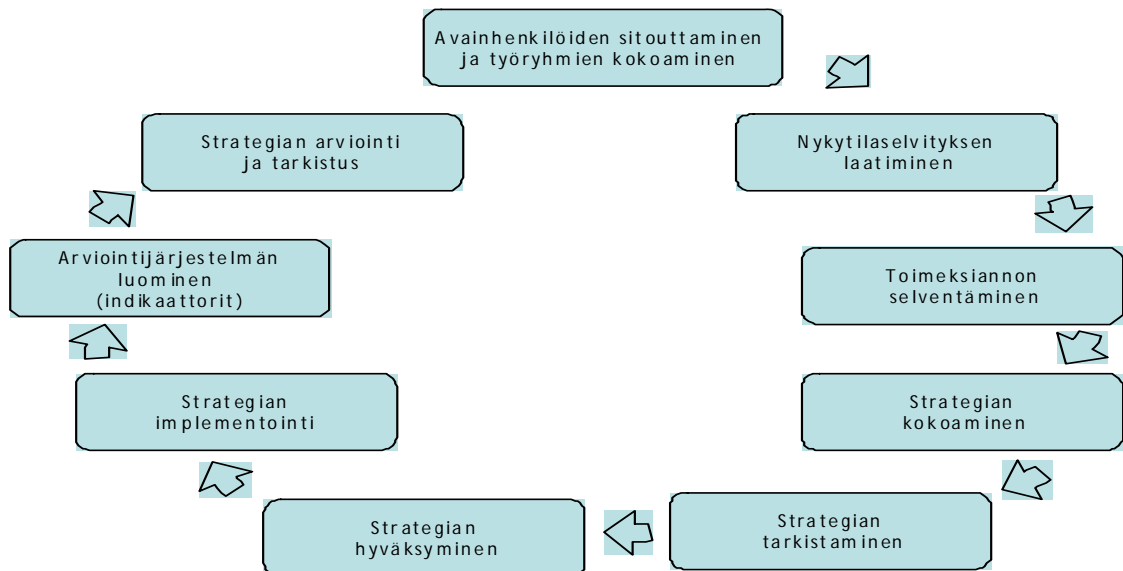 Avainhenkilöiden sitouttaminen
ja työryhmien kokoaminen
Nykytilaselvityksen
laatiminen
Toimeksiannon
selventäminen
Strategian
kokoaminen
Strategian
tarkistaminen
Strategian
hyväksyminen
Strategian
implementointi
Arviointijärjestelmän
luominen
(indikaattorit)
Strategian arviointi
ja tarkistus